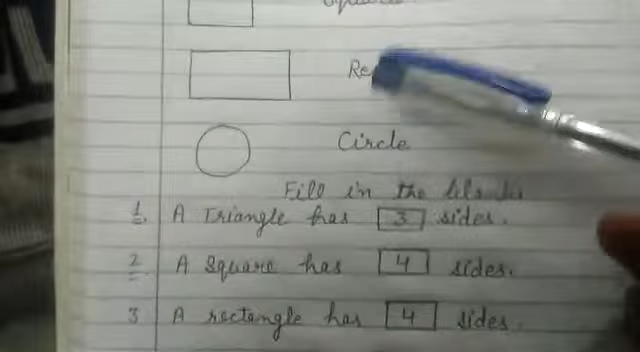 Circle
Fill in the
1. A Triangle has 3 sides.
2 A square has 4 sides.
3 A rectangle has 4 sides.